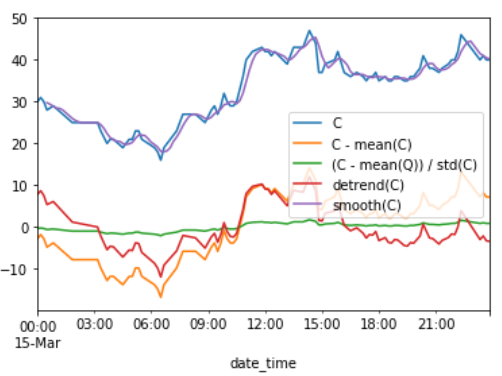 50
40
30
20
10
0
−10
C
C - mean(C)
(C - mean(Q)) / std(C)
detrend(C)
smooth(C)
00:00 03:00 06:00 09:00 12:00 15:00 18:00 21:00
15-Mar
date_time